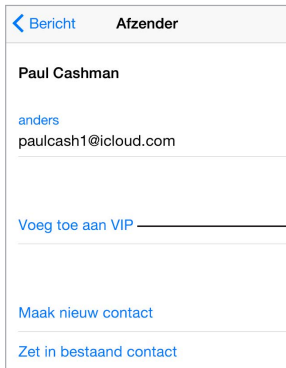 Bericht Afzender
Paul Cashman
anders
paulcash1@icloud.com
Voeg toe aan VIP
Maak nieuw contact
Zet in bestaand contact